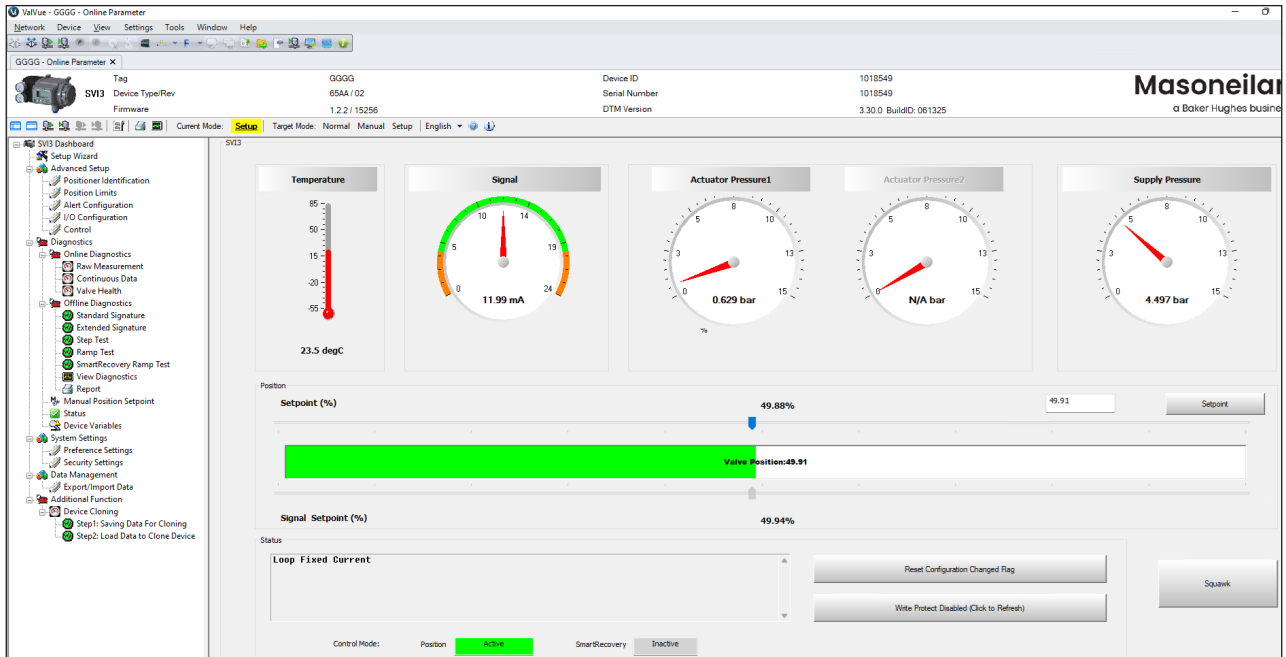 ValVue - GGGG - Online Parameter
Network Device View Settings Tools Window Help
GGGG - Online Parameter X
Tag GGGG Device ID 1018549
SVI3 Device Type/Rev 65AA / 02 Serial Number 1018549
Firmware 1.2.2 / 15256 DTM Version 3.30.0 BuildID: 061325
Masoneilan
a Baker Hughes busine
Current Mode: Setup Target Mode: Normal Manual Setup English
SVI3 Dashboard
Setup Wizard
Advanced Setup
Positioner Identification
Position Limits
Alert Configuration
I/O Configuration
Control
Diagnostics
Online Diagnostics
Raw Measurement
Continuous Data
Valve Health
Offline Diagnostics
Standard Signature
Extended Signature
Step Test
Ramp Test
SmartRecovery Ramp Test
View Diagnostics
Report
Manual Position Setpoint
Status
Device Variables
System Settings
Preference Settings
Security Settings
Data Management
Export/Import Data
Additional Function
Device Cloning
Step1: Saving Data For Cloning
Step2: Load Data to Clone Device
SVI3
Temperature
85
50
15
-20
-55
23.5 degC
Signal
0 5 10 14 19 24
11.99 mA
Actuator Pressure1
0 3 5 8 10 13 15
0.629 bar
%
Actuator Pressure2
0 3 5 8 10 13 15
N/A bar
Supply Pressure
0 3 5 8 10 13 15
4.497 bar
Position
Setpoint (%) 49.88% 49.91 Setpoint
Valve Position:49.91
Signal Setpoint (%) 49.94%
Status
Loop Fixed Current
Reset Configuration Changed Flag
Write Protect Disabled (Click to Refresh)
Squawk
Control Mode: Position Active SmartRecovery Inactive